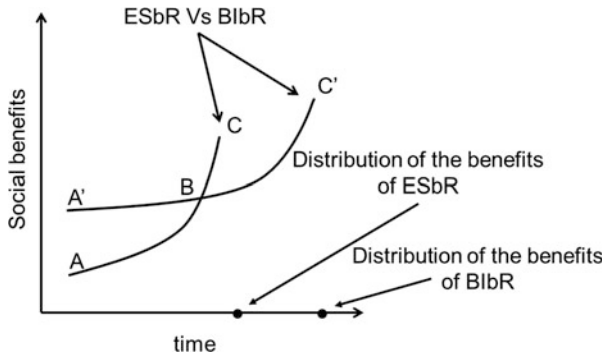 ESbR Vs BIbR
C'
C
Distribution of the benefits
of ESbR
B
A'
A
Distribution of the benefits
of BIbR
Social benefits
time